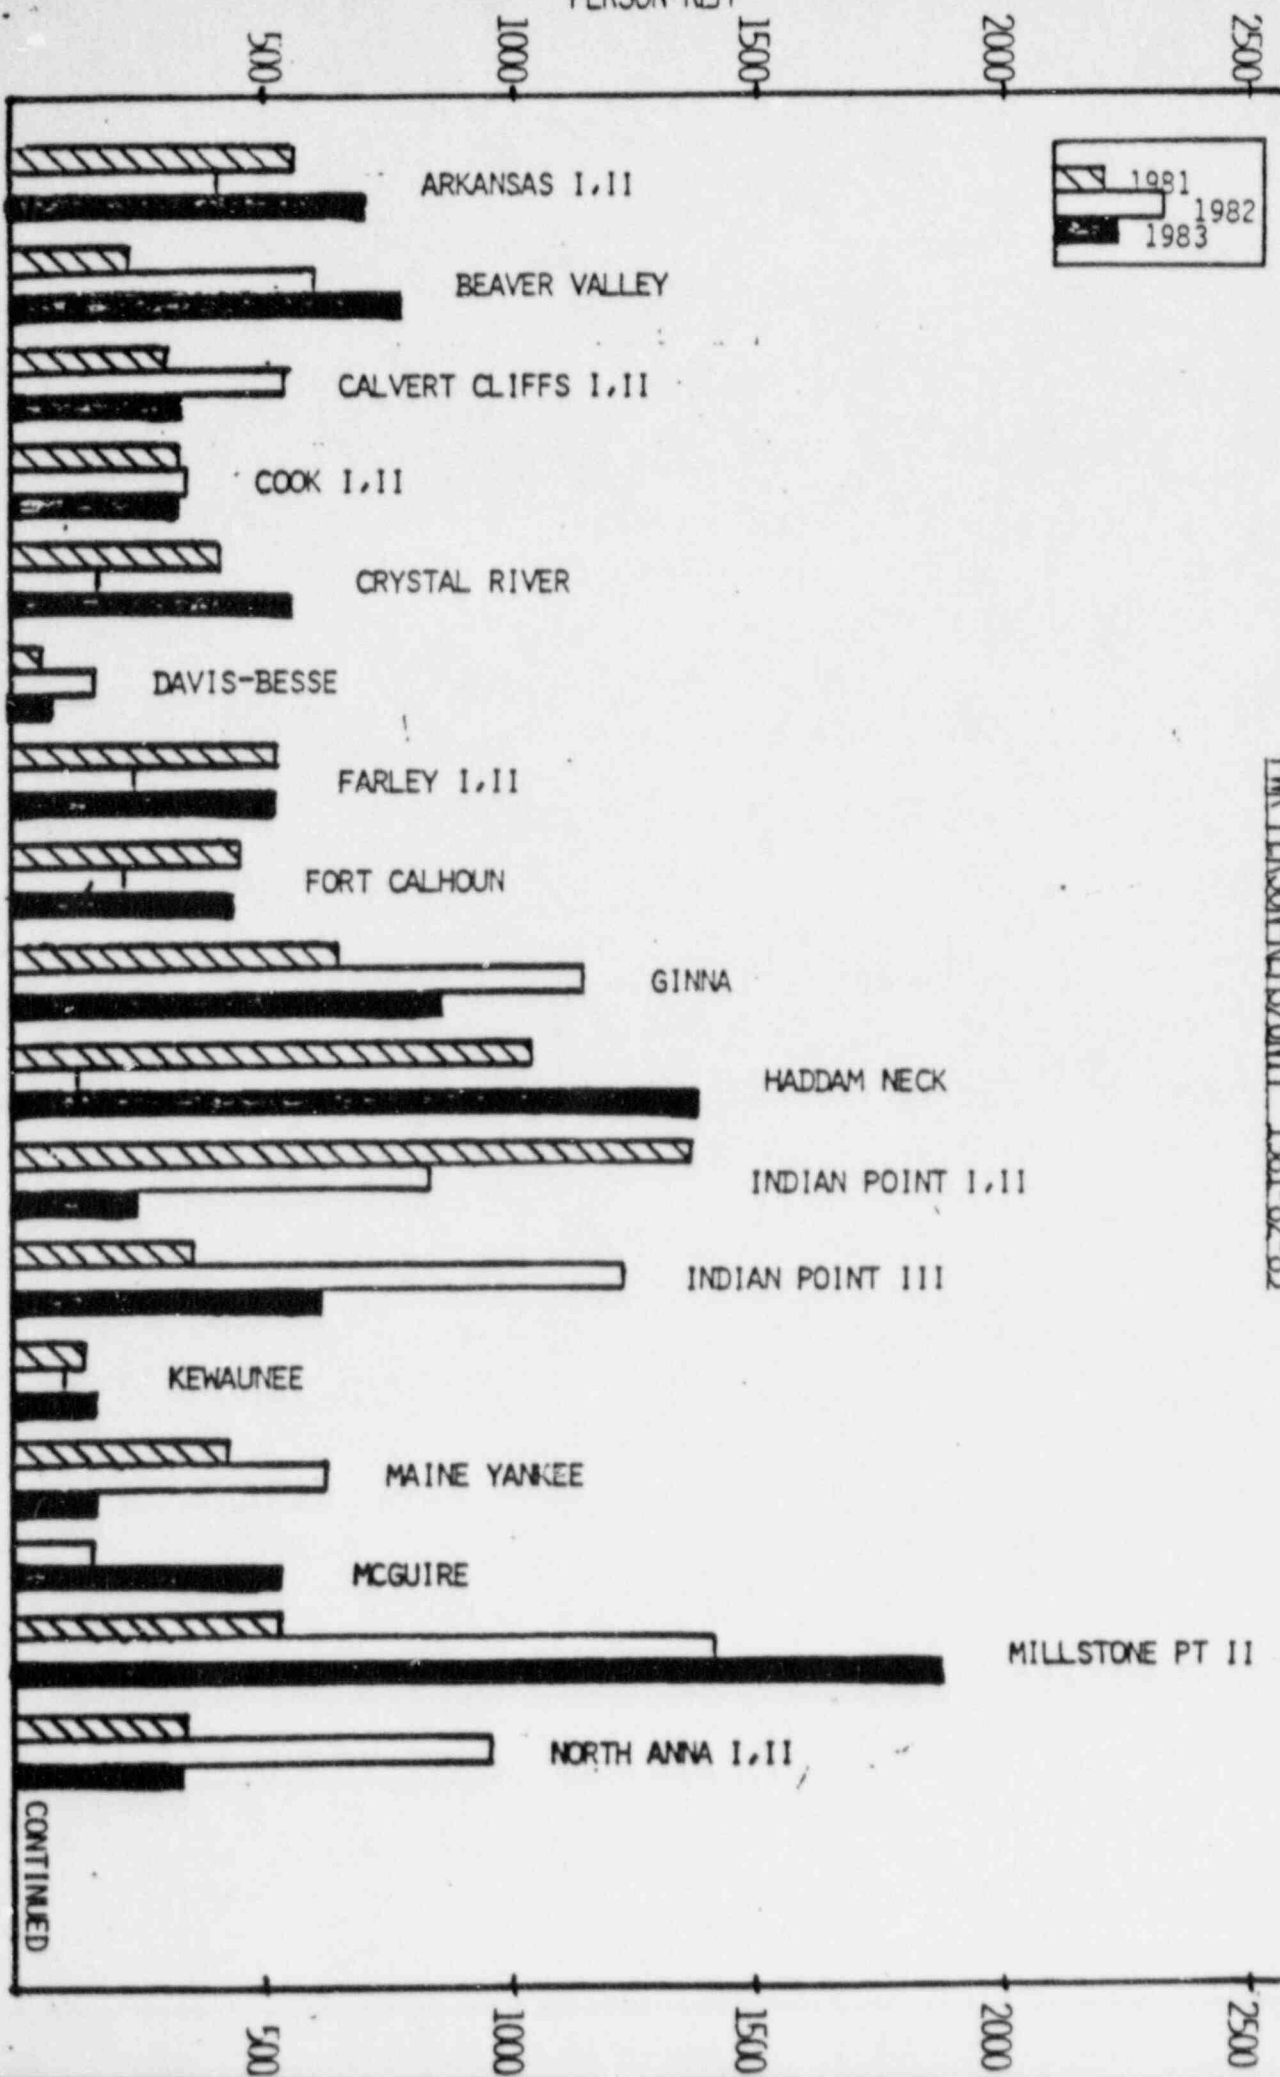 500 1000 1500 2000 2500
1981
1982
1983
ARKANSAS I,II
BEAVER VALLEY
CALVERT CLIFFS I,II
COOK I,II
CRYSTAL RIVER
DAVIS-BESSE
FARLEY I,II
FORT CALHOUN
GINNA
HADDAM NECK
INDIAN POINT I,II
INDIAN POINT III
KEWAUNEE
MAINE YANKEE
MCGUIRE
MILLSTONE PT II
NORTH ANNA I,II
CONTINUED
500 1000 1500 2000 2500